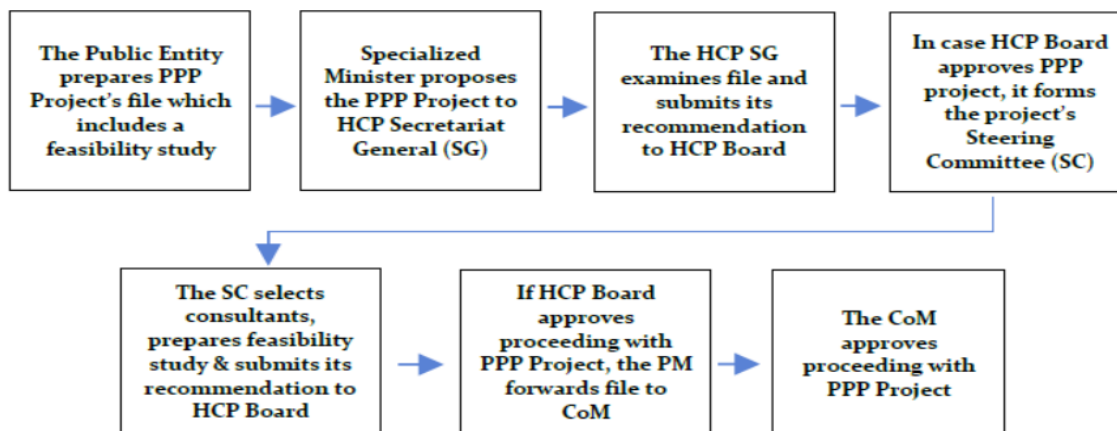 The Public Entity
prepares PPP
Project's file which
includes a
feasibility study
Specialized
Minister proposes
the PPP Project to
HCP Secretariat
General (SG)
The HCP SG
examines file and
submits its
recommendation
to HCP Board
In case HCP Board
approves PPP
project, it forms
the project's
Steering
Committee (SC)
The SC selects
consultants,
prepares feasibility
study & submits its
recommendation to
HCP Board
If HCP Board
approves
proceeding with
PPP Project, the PM
forwards file to
CoM
The CoM
approves
proceeding with
PPP Project